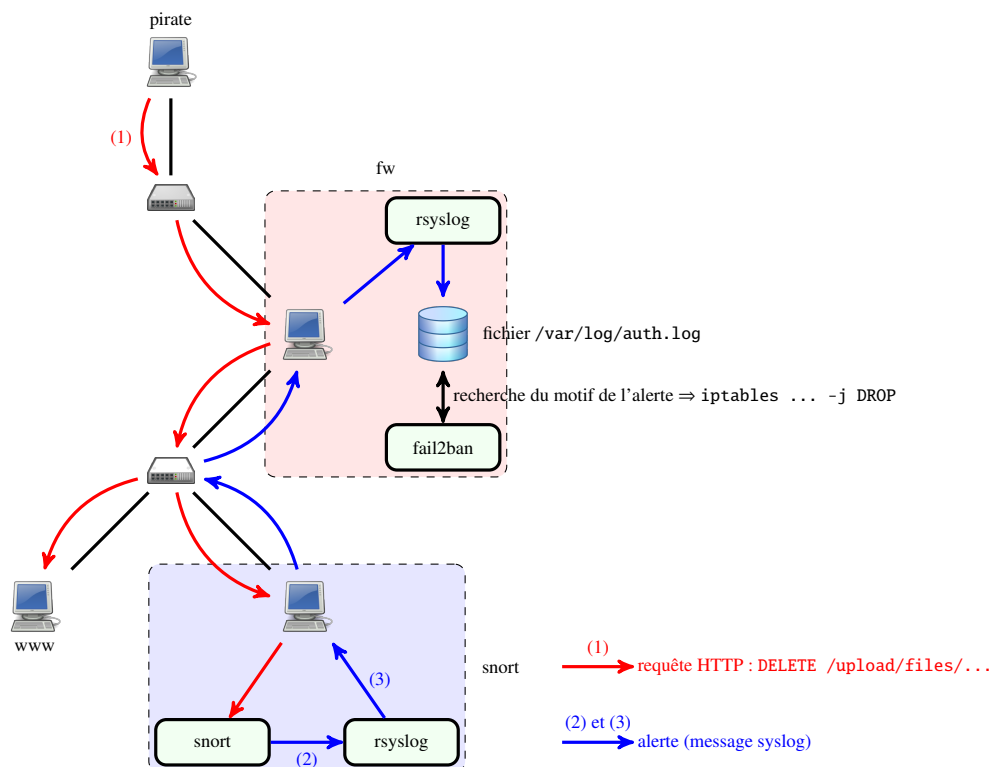 pirate
(1)
fw
rsyslog
fichier /var/log/auth.log
recherche du motif de l'alerte ⇒ iptables ... -j DROP
fail2ban
www
snort
(3)
snort
rsyslog
(2)
(1)
requête HTTP : DELETE /upload/files/...
(2) et (3)
alerte (message syslog)